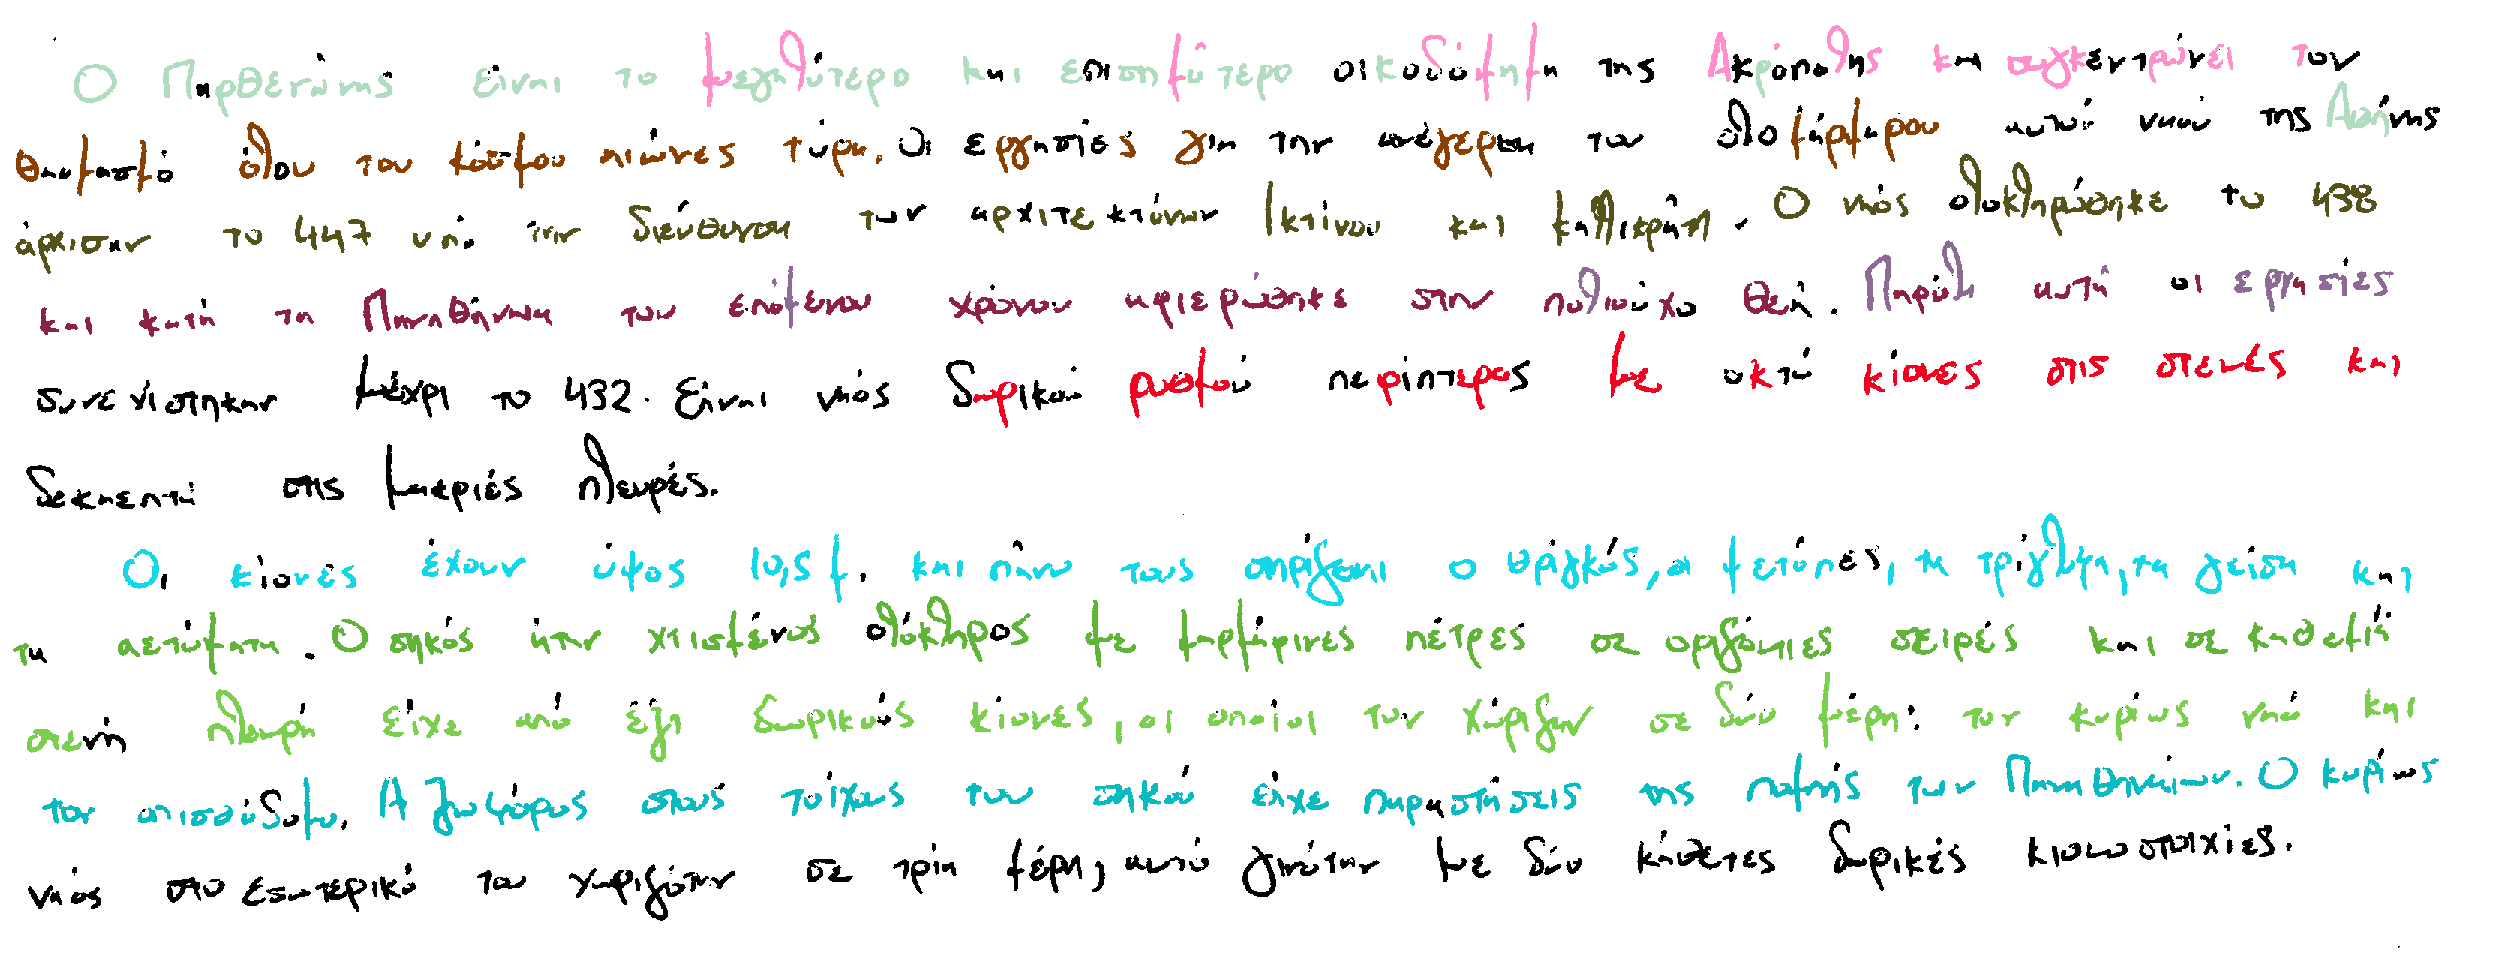 Ο Παρθενώνας είναι το μεγαλύτερο και επισημότερο οικοδόμημα της Ακρόπολης και συγκεντρώνει τον
θαυμασμό όλου του κόσμου αιώνες τώρα. Οι εργασίες για την ανέγερση του ολομάρμαρου αυτού ναού της Αθήνας
άρχισαν το 447 υπό την διεύθυνση των αρχιτεκτόνων Ικτίνου και Καλλικράτη. Ο ναός ολοκληρώθηκε το 438
και κατά τα Παναθήναια του επόμενου χρόνου αφιερώθηκε στην πολιούχο θεά. Παρόλα αυτά οι εργασίες
συνεχίστηκαν μέχρι το 432. Είναι ναός δωρικού ρυθμού περίπτερος με οκτώ κίονες στις στενές και
δεκαεπτά στις μακριές πλευρές.
Οι κίονες έχουν ύψος 10,5 μ. και πάνω τους στηρίζεται ο θριγκός, οι μετόπες, τα τρίγλυφα, τα γείσα και
τα αετώματα. Ο σηκός ήταν χτισμένος ολόκληρος με μαρμάρινες πέτρες σε οριζόντιες σειρές και σε καθεμιά
στενή πλευρή είχε από έξι δωρικούς κίονες, οι οποίοι τον χώριζαν σε δύο μέρη: τον κυρίως ναό και
τον οπισθόδομο. Η ζωφόρος στους τοίχους του σηκού είχε παραστάσεις της πομπής των Παναθηναίων. Ο κυρίως
ναός στο εσωτερικό του χωριζόταν σε τρία μέρη, αυτό γινόταν με δύο κάθετες δωρικές κιονοστοιχίες.